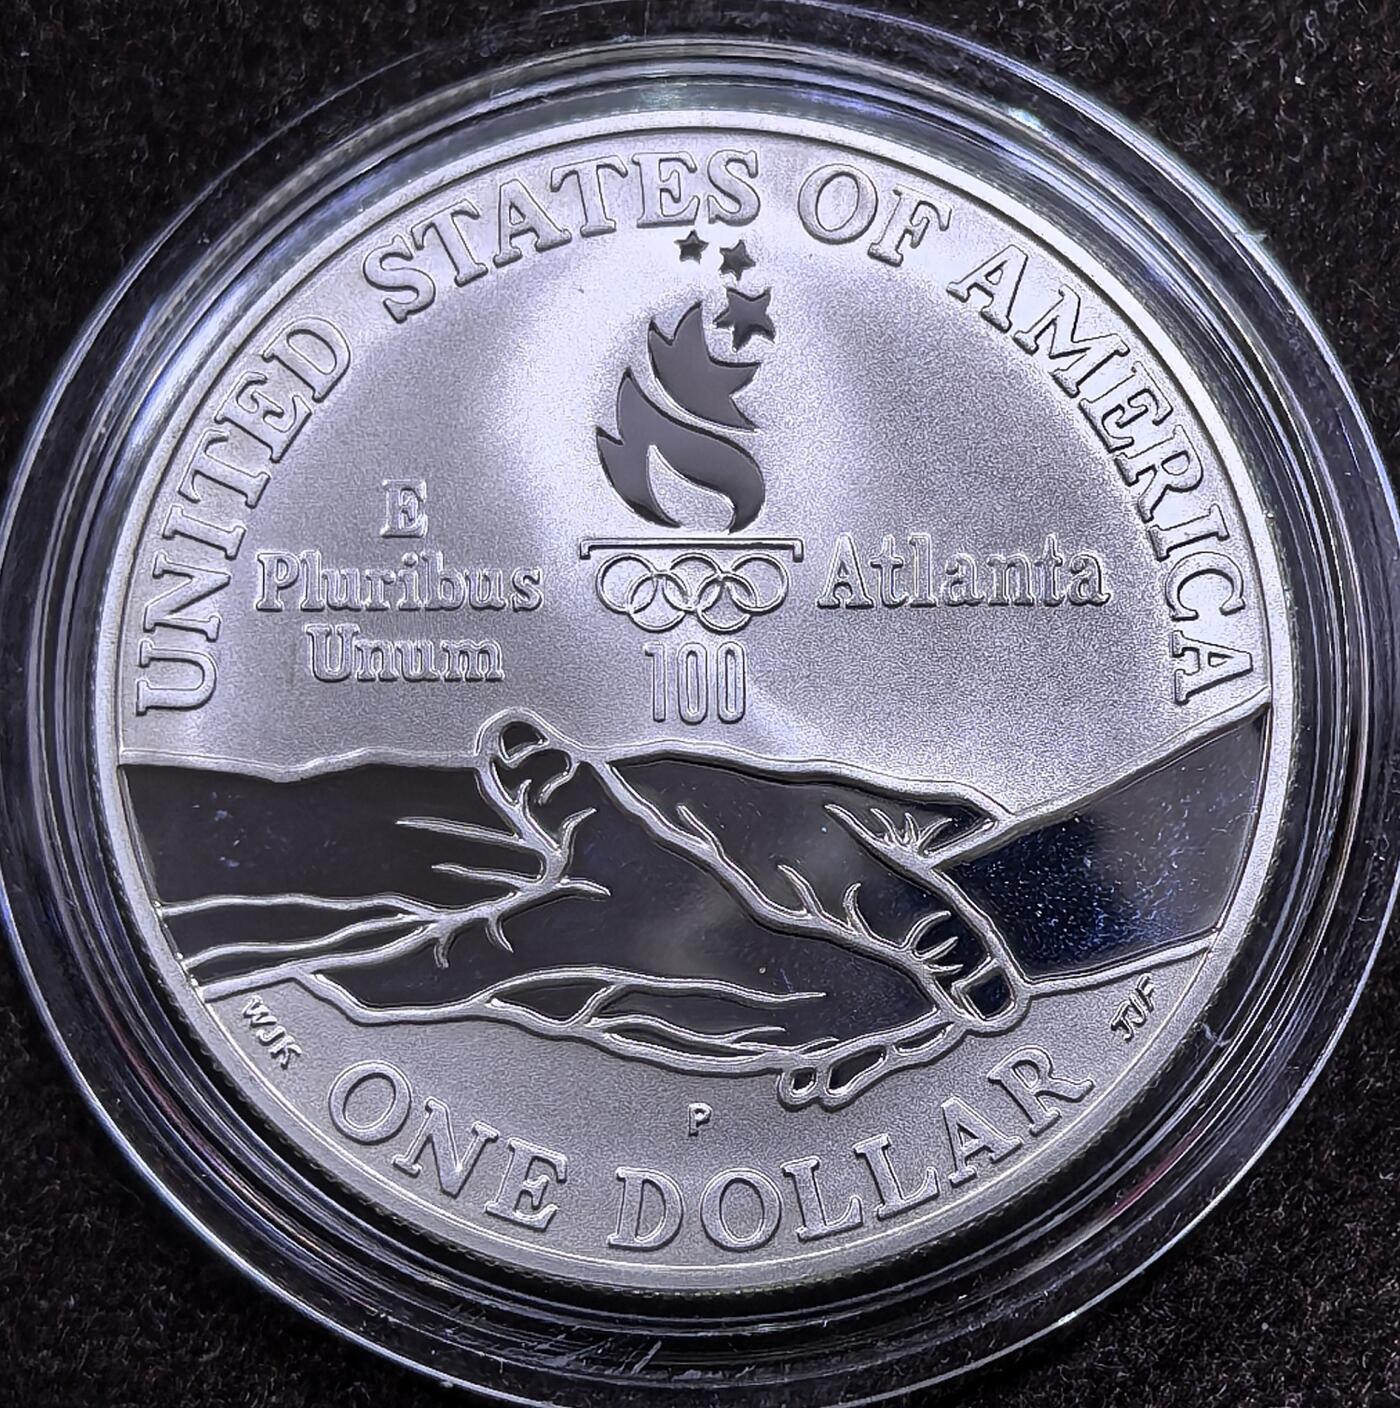 UNITED STATES OF AMERICA
E
Pluribus
Unum
Atlanta
100
WJK
TJF
P
ONE DOLLAR